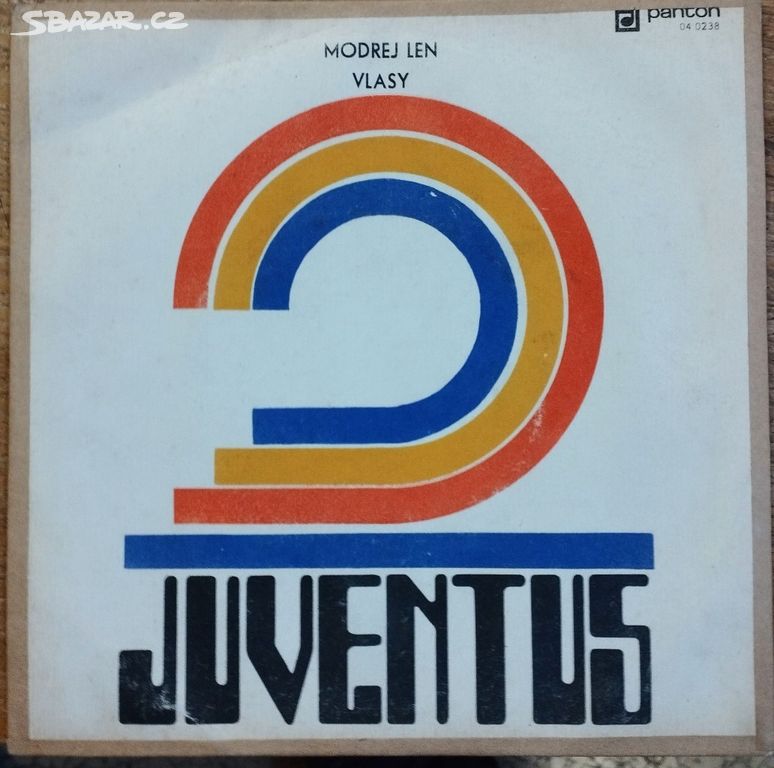 SBAZAR.CZ
panton
04 0238
MODREJ LEN
VLASY
JUVENTUS